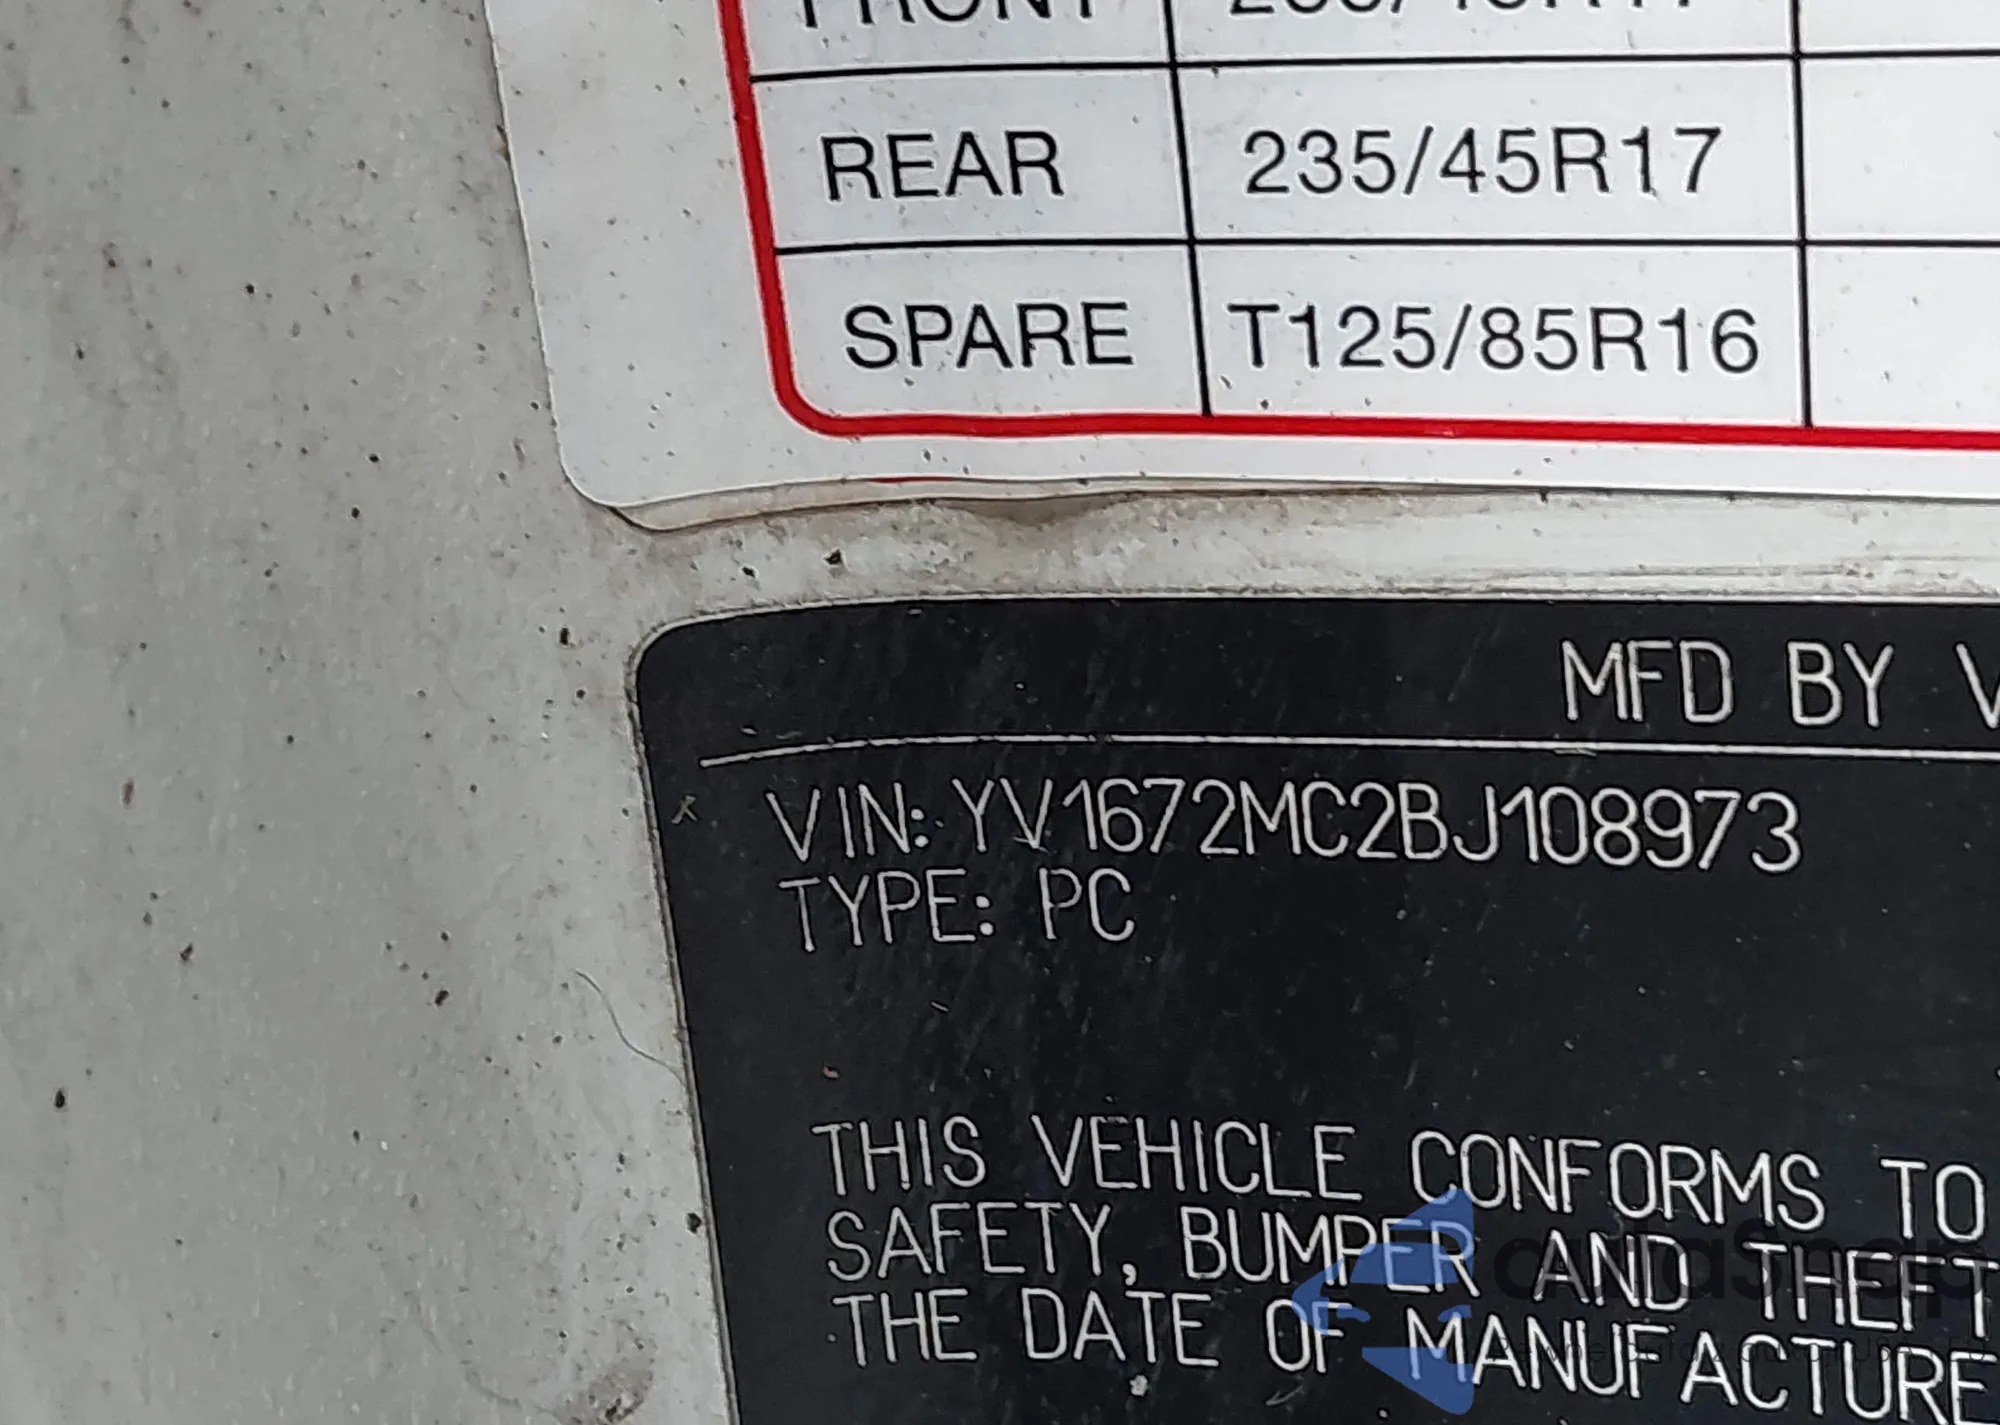 FRONT
REAR 235/45R17
SPARE T125/85R16
MFD BY V
VIN: YV1672MC2BJ108973
TYPE: PC
THIS VEHICLE CONFORMS TO
SAFETY, BUMPER AND THEFT
THE DATE OF MANUFACTURE